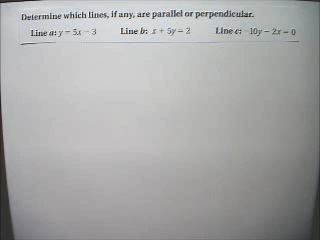 Determine which lines, if any, are parallel or perpendicular.
Line a: y = 5x − 3 Line b: x + 5y = 2 Line c: −10y − 2x = 0